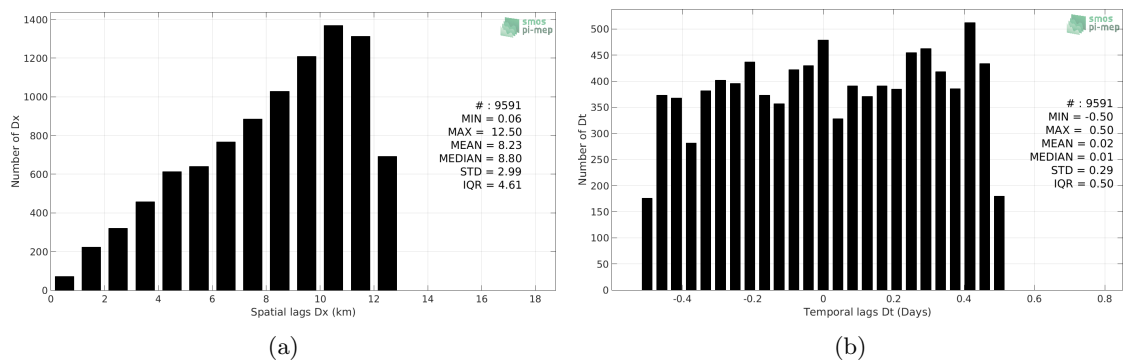 1400
1200
1000
800
600
400
200
0
Number of Dx
0 2 4 6 8 10 12 14 16 18
Spatial lags Dx (km)
smos
pi-mep
# : 9591
MIN = 0.06
MAX = 12.50
MEAN = 8.23
MEDIAN = 8.80
STD = 2.99
IQR = 4.61
(a)
500
450
400
350
300
250
200
150
100
50
0
Number of Dt
-0.4 -0.2 0 0.2 0.4 0.6 0.8
Temporal lags Dt (Days)
smos
pi-mep
# : 9591
MIN = -0.50
MAX = 0.50
MEAN = 0.02
MEDIAN = 0.01
STD = 0.29
IQR = 0.50
(b)